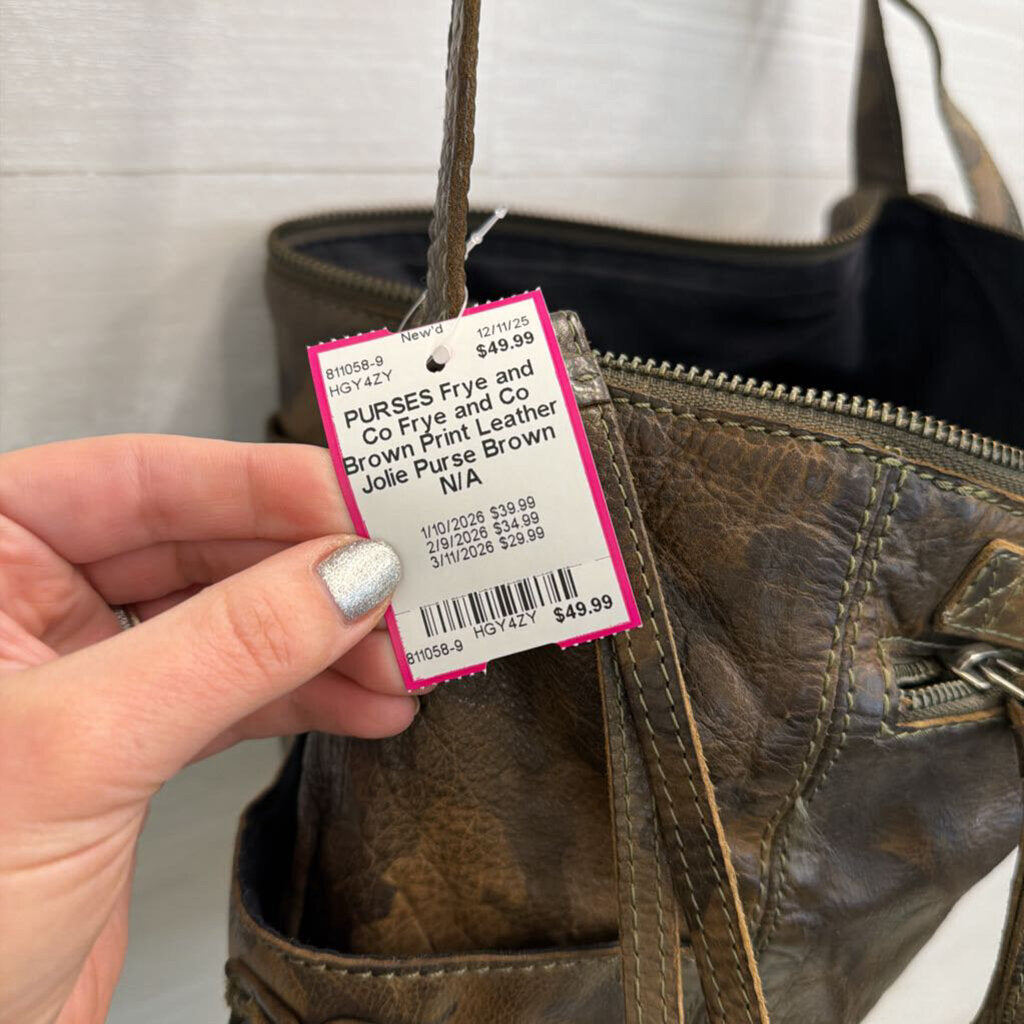 New'd
12/11/25
811058-9 $49.99
HGY4ZY
PURSES Frye and
Co Frye and Co
Brown Print Leather
Jolie Purse Brown
N/A
1/10/2026 $39.99
2/9/2026 $34.99
3/11/2026 $29.99
811058-9 HGY4ZY $49.99